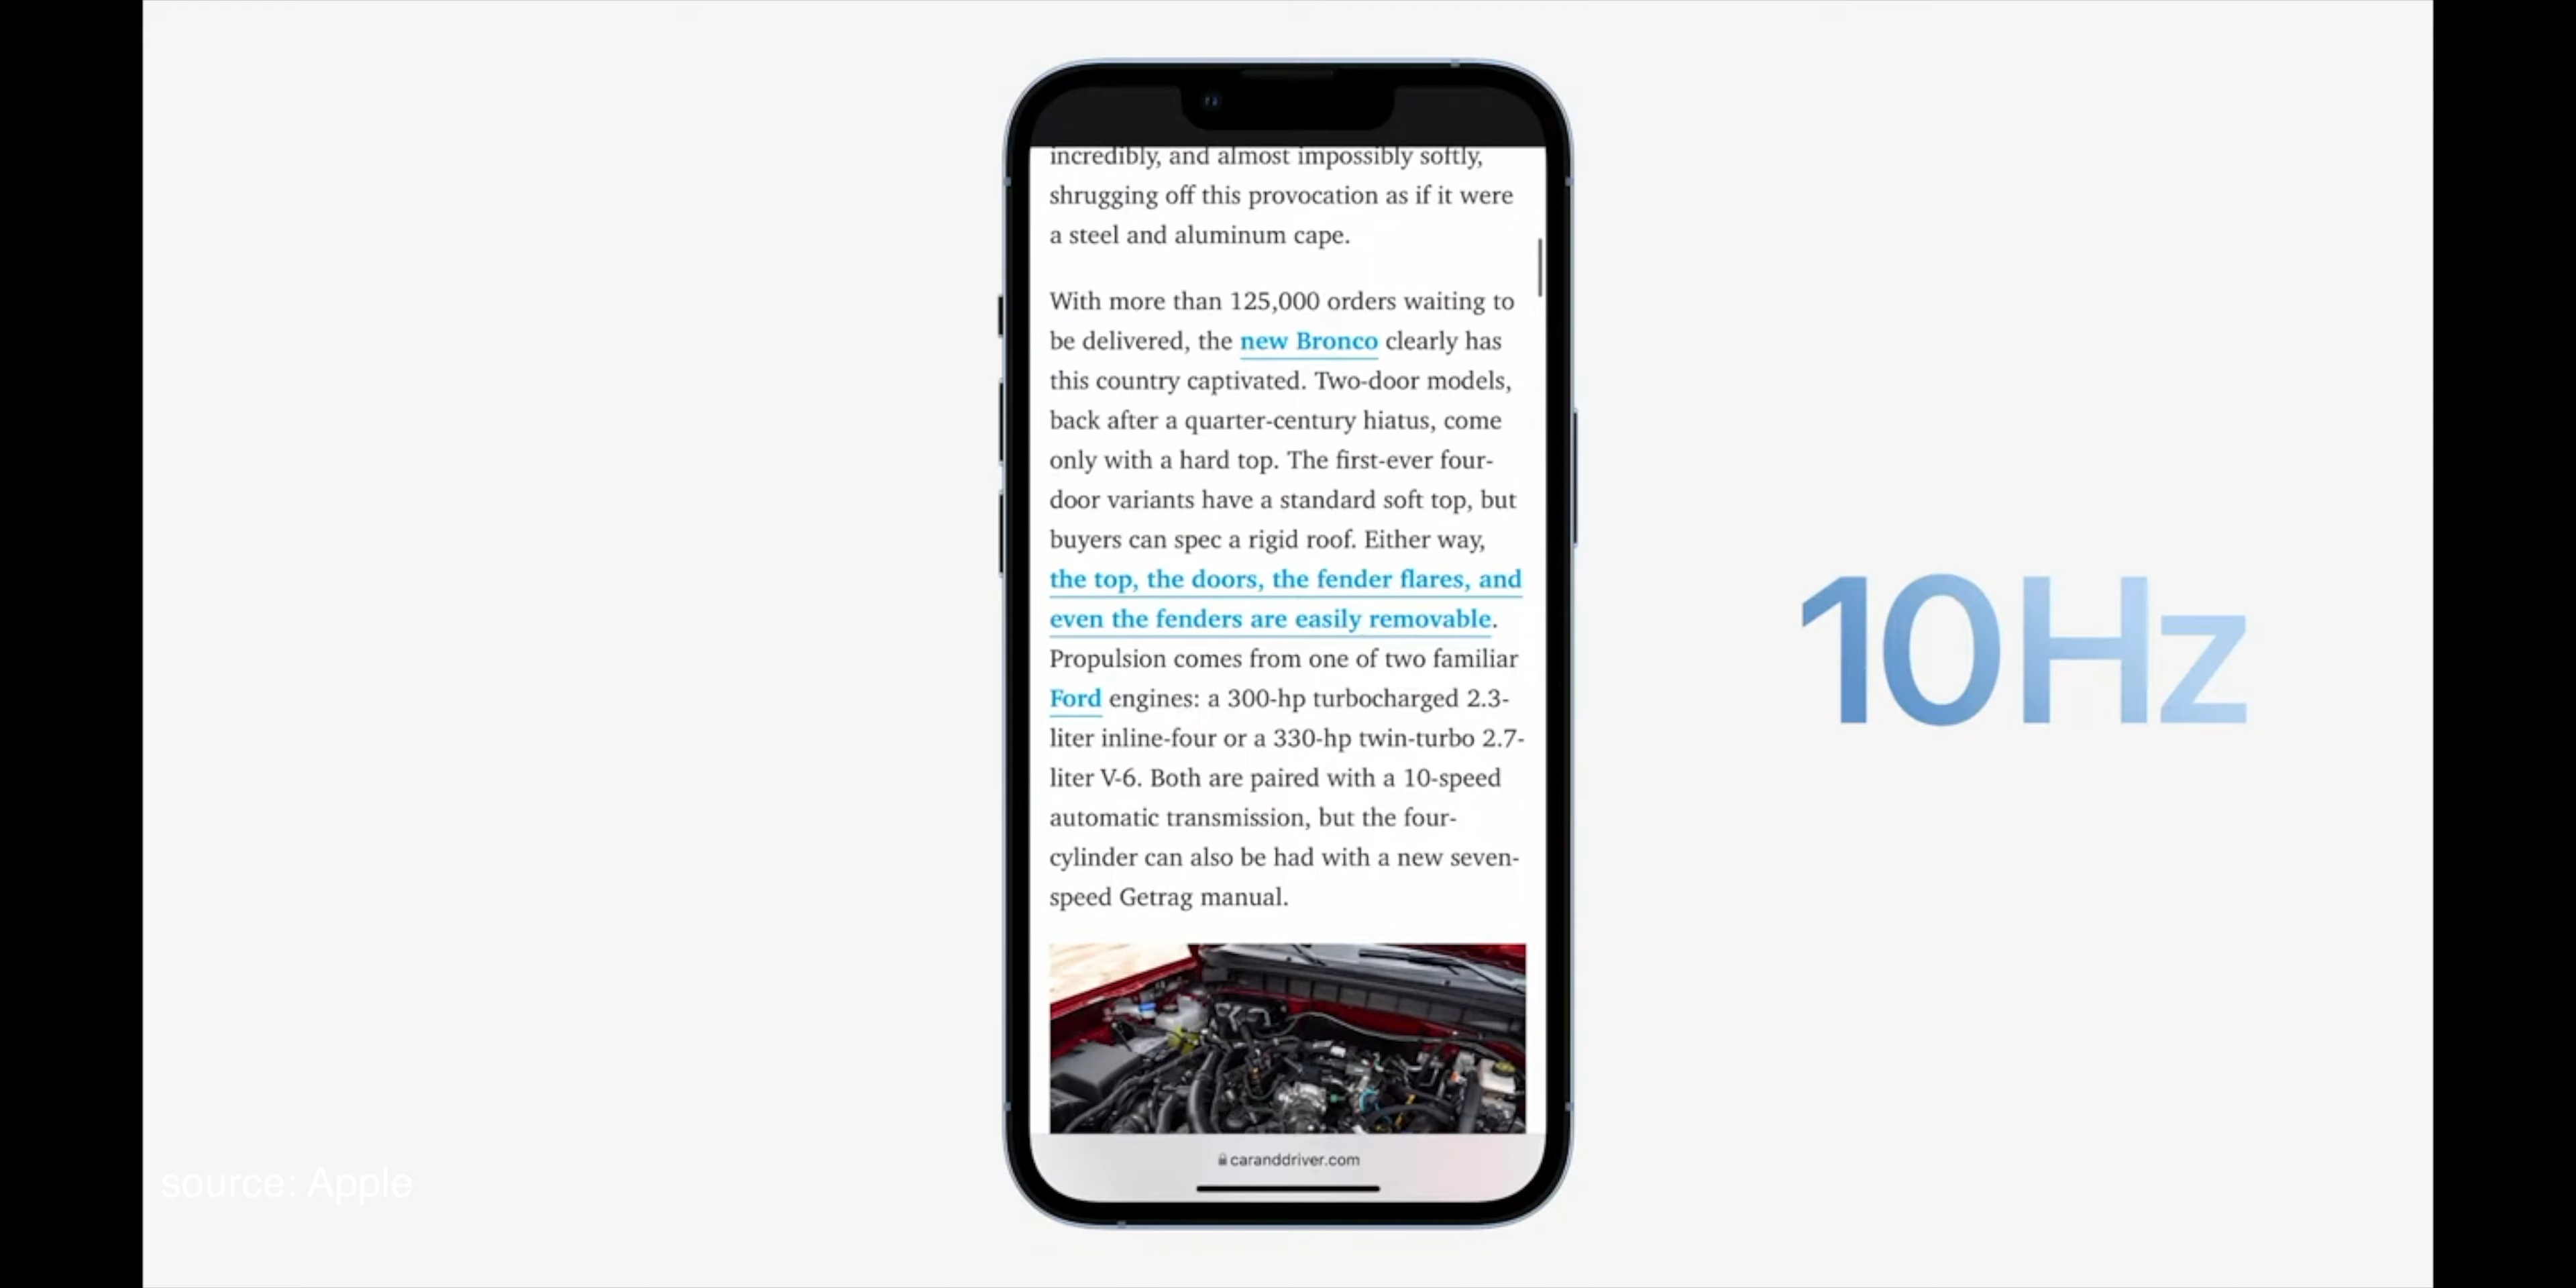 incredibly, and almost impossibly softly,
shrugging off this provocation as if it were
a steel and aluminum cape.
With more than 125,000 orders waiting to
be delivered, the new Bronco clearly has
this country captivated. Two-door models,
back after a quarter-century hiatus, come
only with a hard top. The first-ever four-
door variants have a standard soft top, but
buyers can spec a rigid roof. Either way,
the top, the doors, the fender flares, and
even the fenders are easily removable.
Propulsion comes from one of two familiar
Ford engines: a 300-hp turbocharged 2.3-
liter inline-four or a 330-hp twin-turbo 2.7-
liter V-6. Both are paired with a 10-speed
automatic transmission, but the four-
cylinder can also be had with a new seven-
speed Getrag manual.
caranddriver.com
10Hz
source: Apple